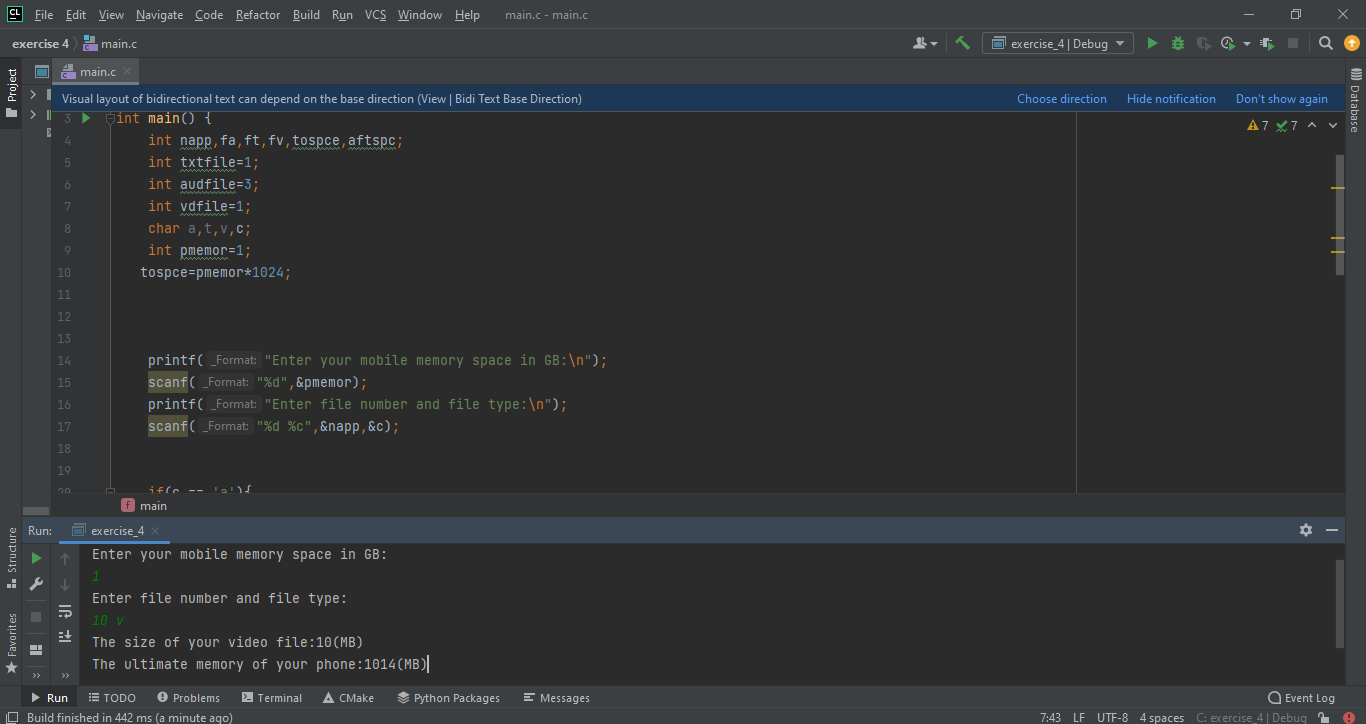 File Edit View Navigate Code Refactor Build Run VCS Window Help main.c - main.c
exercise 4 main.c exercise_4 | Debug
Project
main.c
Visual layout of bidirectional text can depend on the base direction (View | Bidi Text Base Direction) Choose direction Hide notification Don't show again
Database
7 7
3 int main() {
4 int napp,fa,ft,fv,tospce,aftspc;
5 int txtfile=1;
6 int audfile=3;
7 int vdfile=1;
8 char a,t,v,c;
9 int pmemor=1;
10 tospce=pmemor*1024;
11
12
13
14 printf( _Format: "Enter your mobile memory space in GB:\n");
15 scanf( _Format: "%d",&pmemor);
16 printf( _Format: "Enter file number and file type:\n");
17 scanf( _Format: "%d %c",&napp,&c);
18
19
20 if(c == 'a'){
f main
Run: exercise_4
Structure
Favorites
Enter your mobile memory space in GB:
1
Enter file number and file type:
10 v
The size of your video file:10(MB)
The ultimate memory of your phone:1014(MB)
Run TODO Problems Terminal CMake Python Packages Messages Event Log
Build finished in 442 ms (a minute ago) 7:43 LF UTF-8 4 spaces C: exercise_4 | Debug